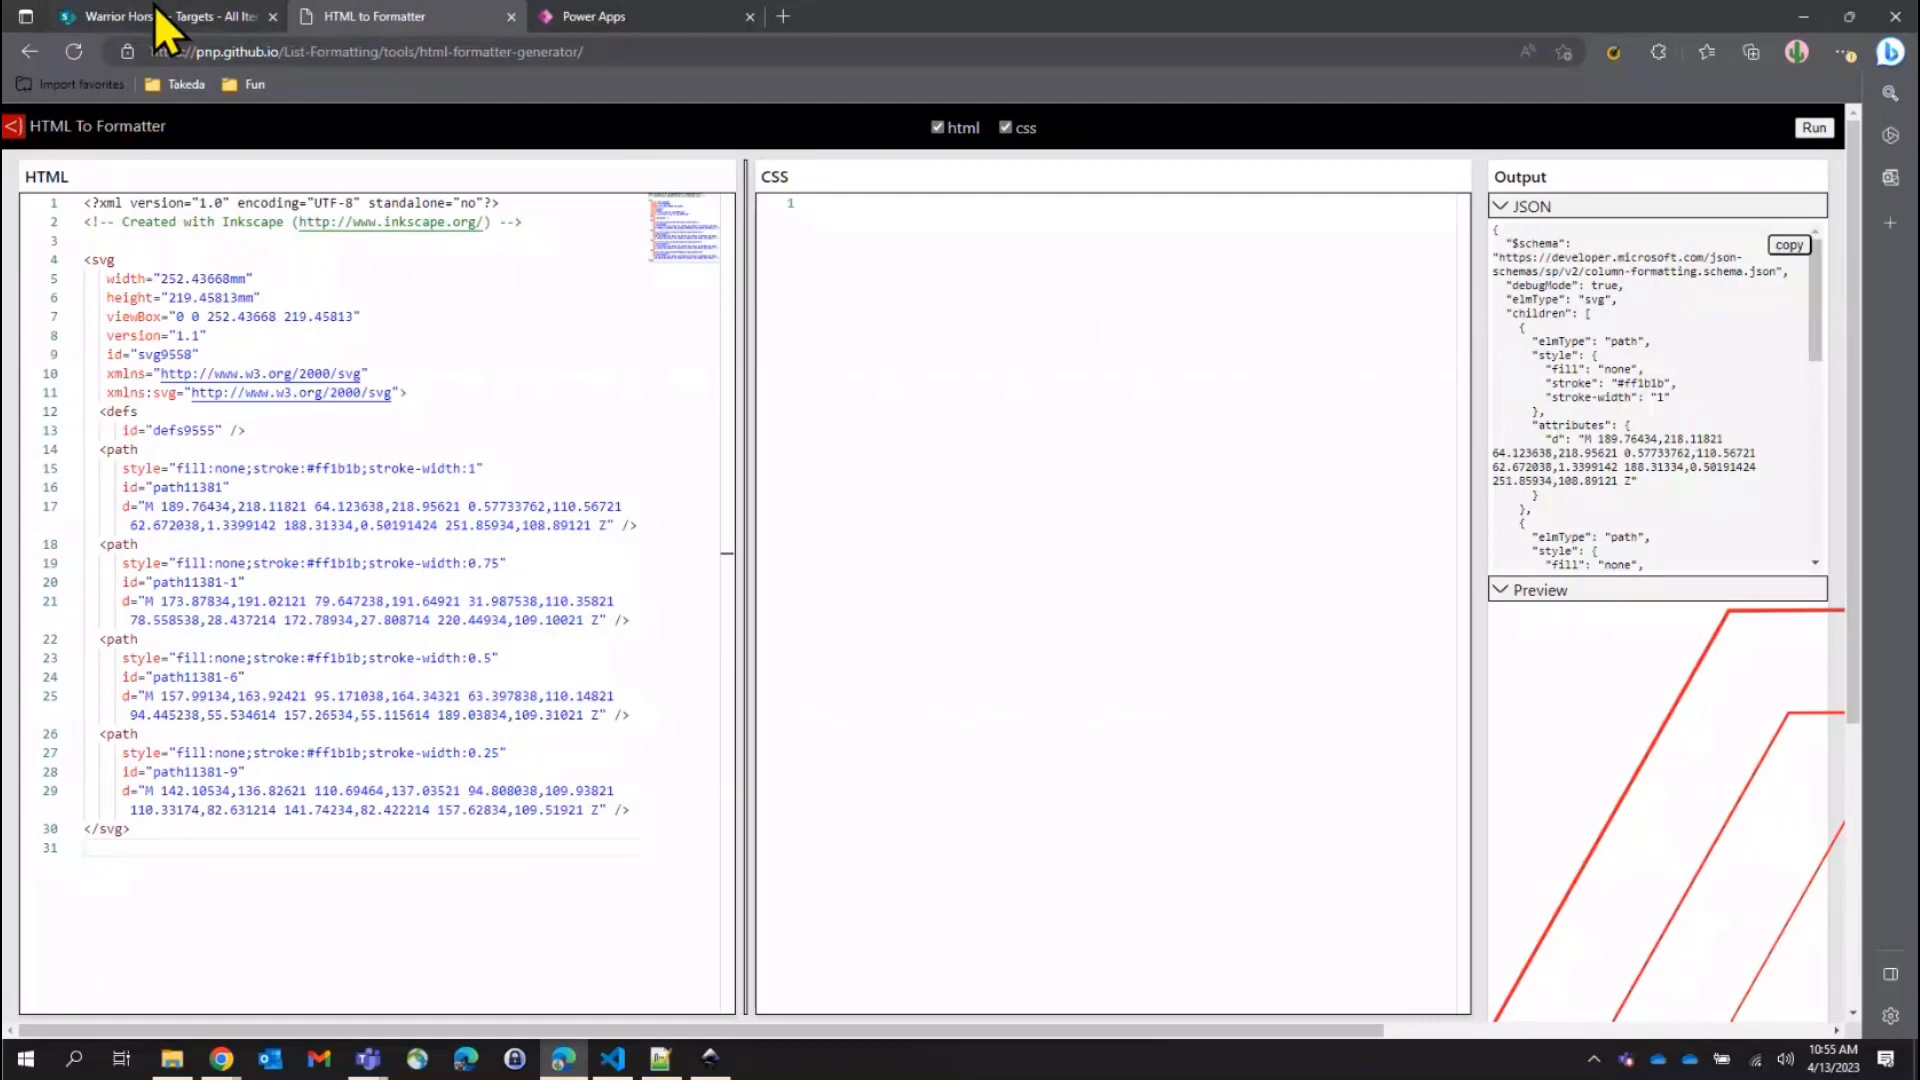 Warrior Hors - Targets - All Ite
HTML to Formatter
Power Apps
pnp.github.io/List-Formatting/tools/html-formatter-generator/
Import favorites
Takeda
Fun
HTML To Formatter
html
css
Run
HTML
1 <?xml version="1.0" encoding="UTF-8" standalone="no"?>
2 <!-- Created with Inkscape (http://www.inkscape.org/) -->
3
4 <svg
5 width="252.43668mm"
6 height="219.45813mm"
7 viewBox="0 0 252.43668 219.45813"
8 version="1.1"
9 id="svg9558"
10 xmlns="http://www.w3.org/2000/svg"
11 xmlns:svg="http://www.w3.org/2000/svg">
12 <defs
13 id="defs9555" />
14 <path
15 style="fill:none;stroke:#ff1b1b;stroke-width:1"
16 id="path11381"
17 d="M 189.76434,218.11821 64.123638,218.95621 0.57733762,110.56721
62.672038,1.3399142 188.31334,0.50191424 251.85934,108.89121 Z" />
18 <path
19 style="fill:none;stroke:#ff1b1b;stroke-width:0.75"
20 id="path11381-1"
21 d="M 173.87834,191.02121 79.647238,191.64921 31.987538,110.35821
78.558538,28.437214 172.78934,27.808714 220.44934,109.10021 Z" />
22 <path
23 style="fill:none;stroke:#ff1b1b;stroke-width:0.5"
24 id="path11381-6"
25 d="M 157.99134,163.92421 95.171038,164.34321 63.397838,110.14821
94.445238,55.534614 157.26534,55.115614 189.03834,109.31021 Z" />
26 <path
27 style="fill:none;stroke:#ff1b1b;stroke-width:0.25"
28 id="path11381-9"
29 d="M 142.10534,136.82621 110.69464,137.03521 94.808038,109.93821
110.33174,82.631214 141.74234,82.422214 157.62834,109.51921 Z" />
30 </svg>
31
CSS
1
Output
JSON
copy
{
"$schema":
"https://developer.microsoft.com/json-
schemas/sp/v2/column-formatting.schema.json",
"debugMode": true,
"elmType": "svg",
"children": [
{
"elmType": "path",
"style": {
"fill": "none",
"stroke": "#ff1b1b",
"stroke-width": "1"
},
"attributes": {
"d": "M 189.76434,218.11821
64.123638,218.95621 0.57733762,110.56721
62.672038,1.3399142 188.31334,0.50191424
251.85934,108.89121 Z"
}
},
{
"elmType": "path",
"style": {
"fill": "none",
Preview
10:55 AM
4/13/2023